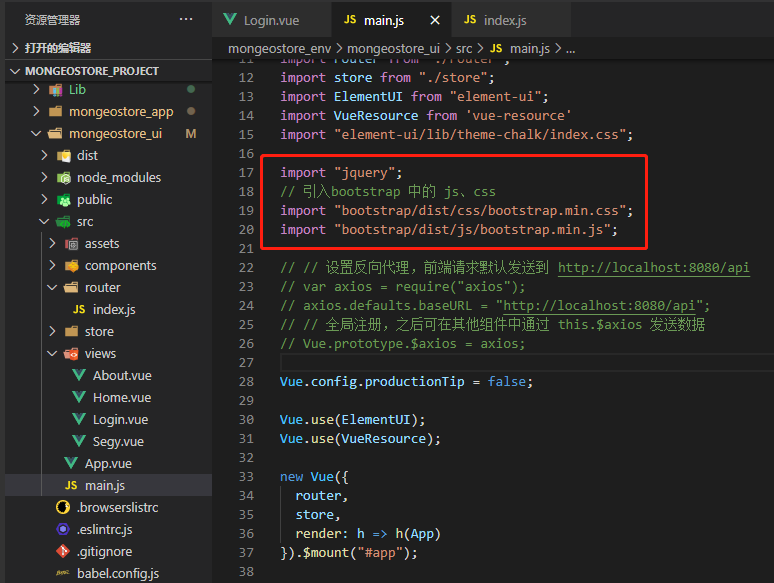 资源管理器
打开的编辑器
MONGEOSTORE_PROJECT
Lib
mongeostore_app
mongeostore_ui M
dist
node_modules
public
src
assets
components
router
JS index.js
store
views
About.vue
Home.vue
Login.vue
Segy.vue
App.vue
JS main.js
.browserslistrc
.eslintrc.js
.gitignore
babel.config.js
Login.vue JS main.js JS index.js
mongeostore_env > mongeostore_ui > src > JS main.js > ...
11 import router from "./router";
12 import store from "./store";
13 import ElementUI from "element-ui";
14 import VueResource from 'vue-resource'
15 import "element-ui/lib/theme-chalk/index.css";
16
17 import "jquery";
18 // 引入bootstrap 中的 js、css
19 import "bootstrap/dist/css/bootstrap.min.css";
20 import "bootstrap/dist/js/bootstrap.min.js";
21
22 // // 设置反向代理，前端请求默认发送到 http://localhost:8080/api
23 // var axios = require("axios");
24 // axios.defaults.baseURL = "http://localhost:8080/api";
25 // // 全局注册，之后可在其他组件中通过 this.$axios 发送数据
26 // Vue.prototype.$axios = axios;
27
28 Vue.config.productionTip = false;
29
30 Vue.use(ElementUI);
31 Vue.use(VueResource);
32
33 new Vue({
34 router,
35 store,
36 render: h => h(App)
37 }).$mount("#app");
38